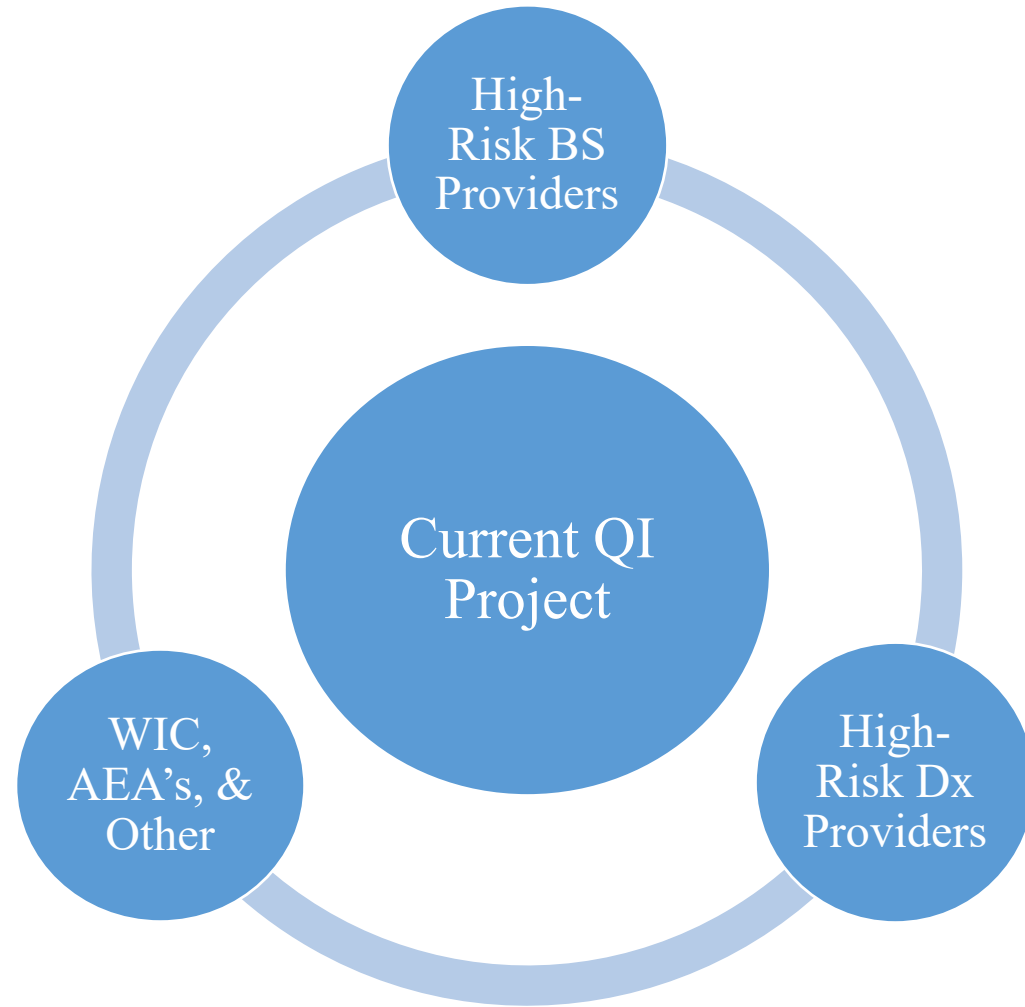 High-
Risk BS
Providers
Current QI
Project
WIC,
AEA’s, &
Other
High-
Risk Dx
Providers